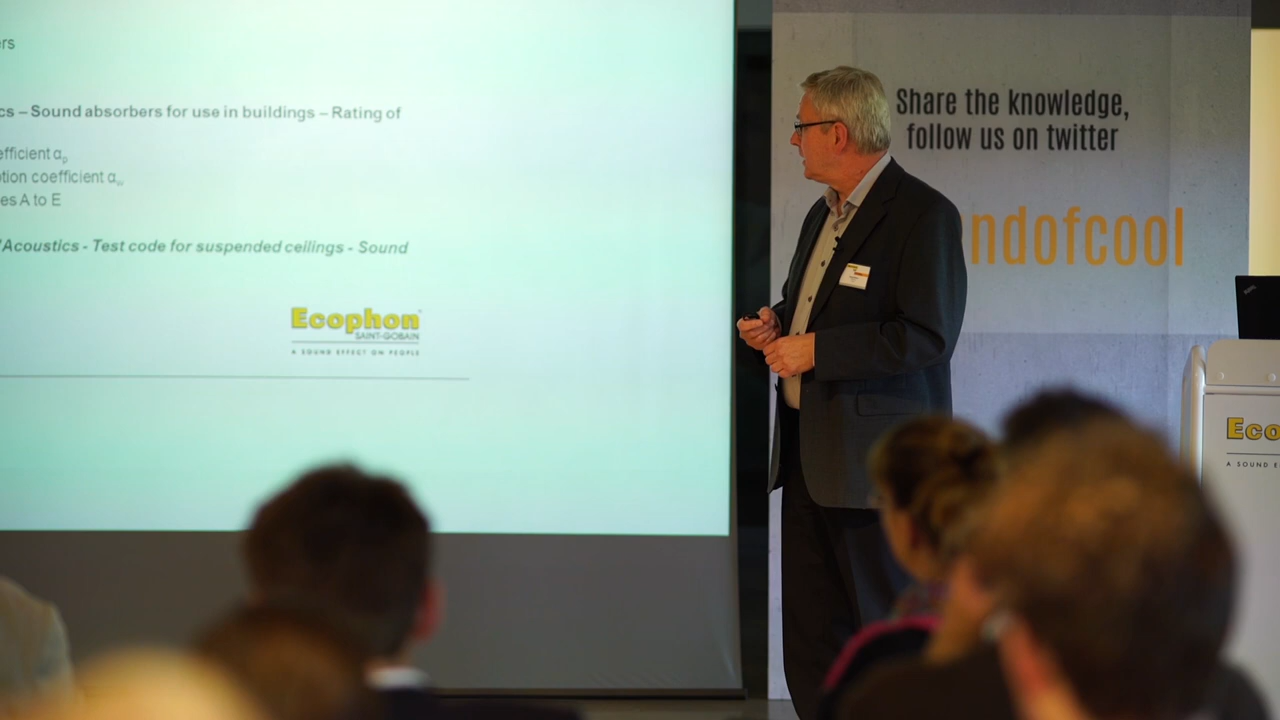 ers
cs – Sound absorbers for use in buildings – Rating of
efficient αp
tion coefficient αw
es A to E
'Acoustics - Test code for suspended ceilings - Sound
Ecophon
SAINT-GOBAIN
A SOUND EFFECT ON PEOPLE
Share the knowledge,
follow us on twitter
ndofcool
Eco
A SOUND E